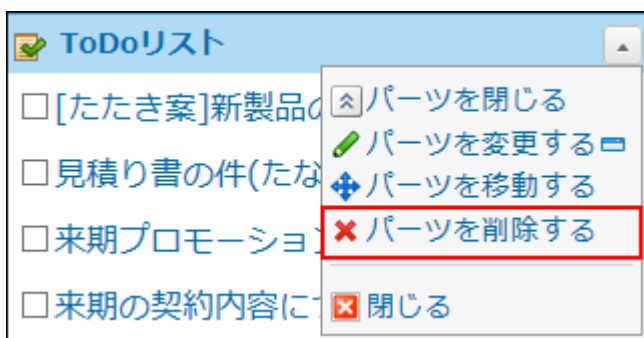 ToDoリスト
[たたき案]新製品の
見積り書の件(たな
来期プロモーション
来期の契約内容に
パーツを閉じる
パーツを変更する
パーツを移動する
パーツを削除する
閉じる